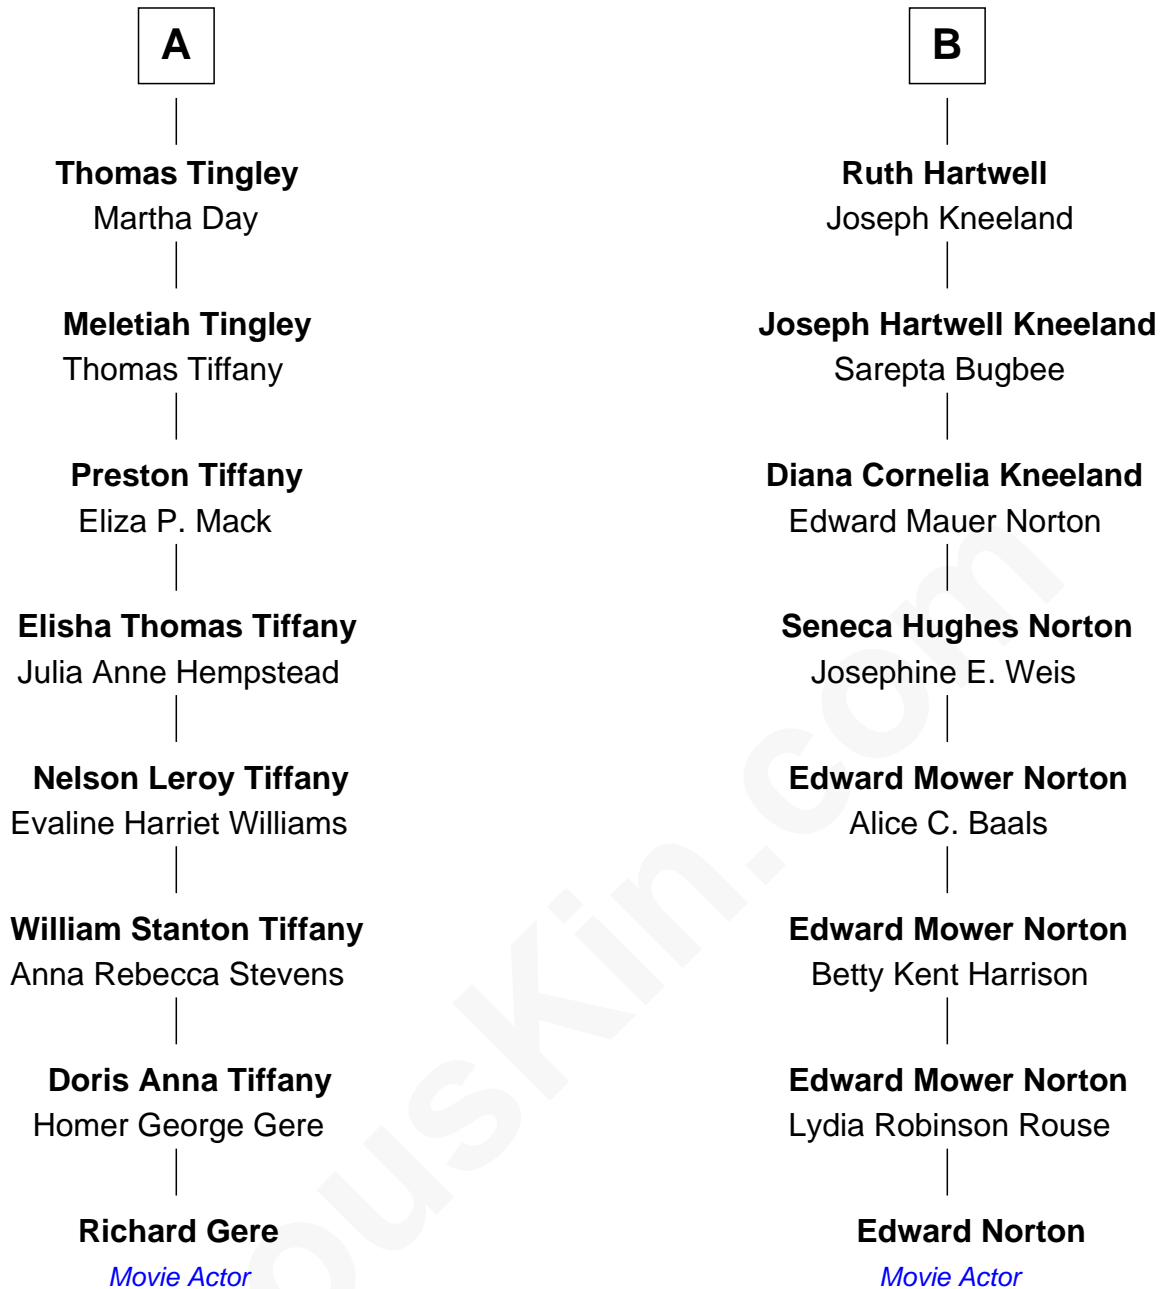 A
Thomas Tingley
Martha Day
Meletiah Tingley
Thomas Tiffany
Preston Tiffany
Eliza P. Mack
Elisha Thomas Tiffany
Julia Anne Hempstead
Nelson Leroy Tiffany
Evaline Harriet Williams
William Stanton Tiffany
Anna Rebecca Stevens
Doris Anna Tiffany
Homer George Gere
Richard Gere
Movie Actor
B
Ruth Hartwell
Joseph Kneeland
Joseph Hartwell Kneeland
Sarepta Bugbee
Diana Cornelia Kneeland
Edward Mauer Norton
Seneca Hughes Norton
Josephine E. Weis
Edward Mower Norton
Alice C. Baals
Edward Mower Norton
Betty Kent Harrison
Edward Mower Norton
Lydia Robinson Rouse
Edward Norton
Movie Actor
ousKin.com